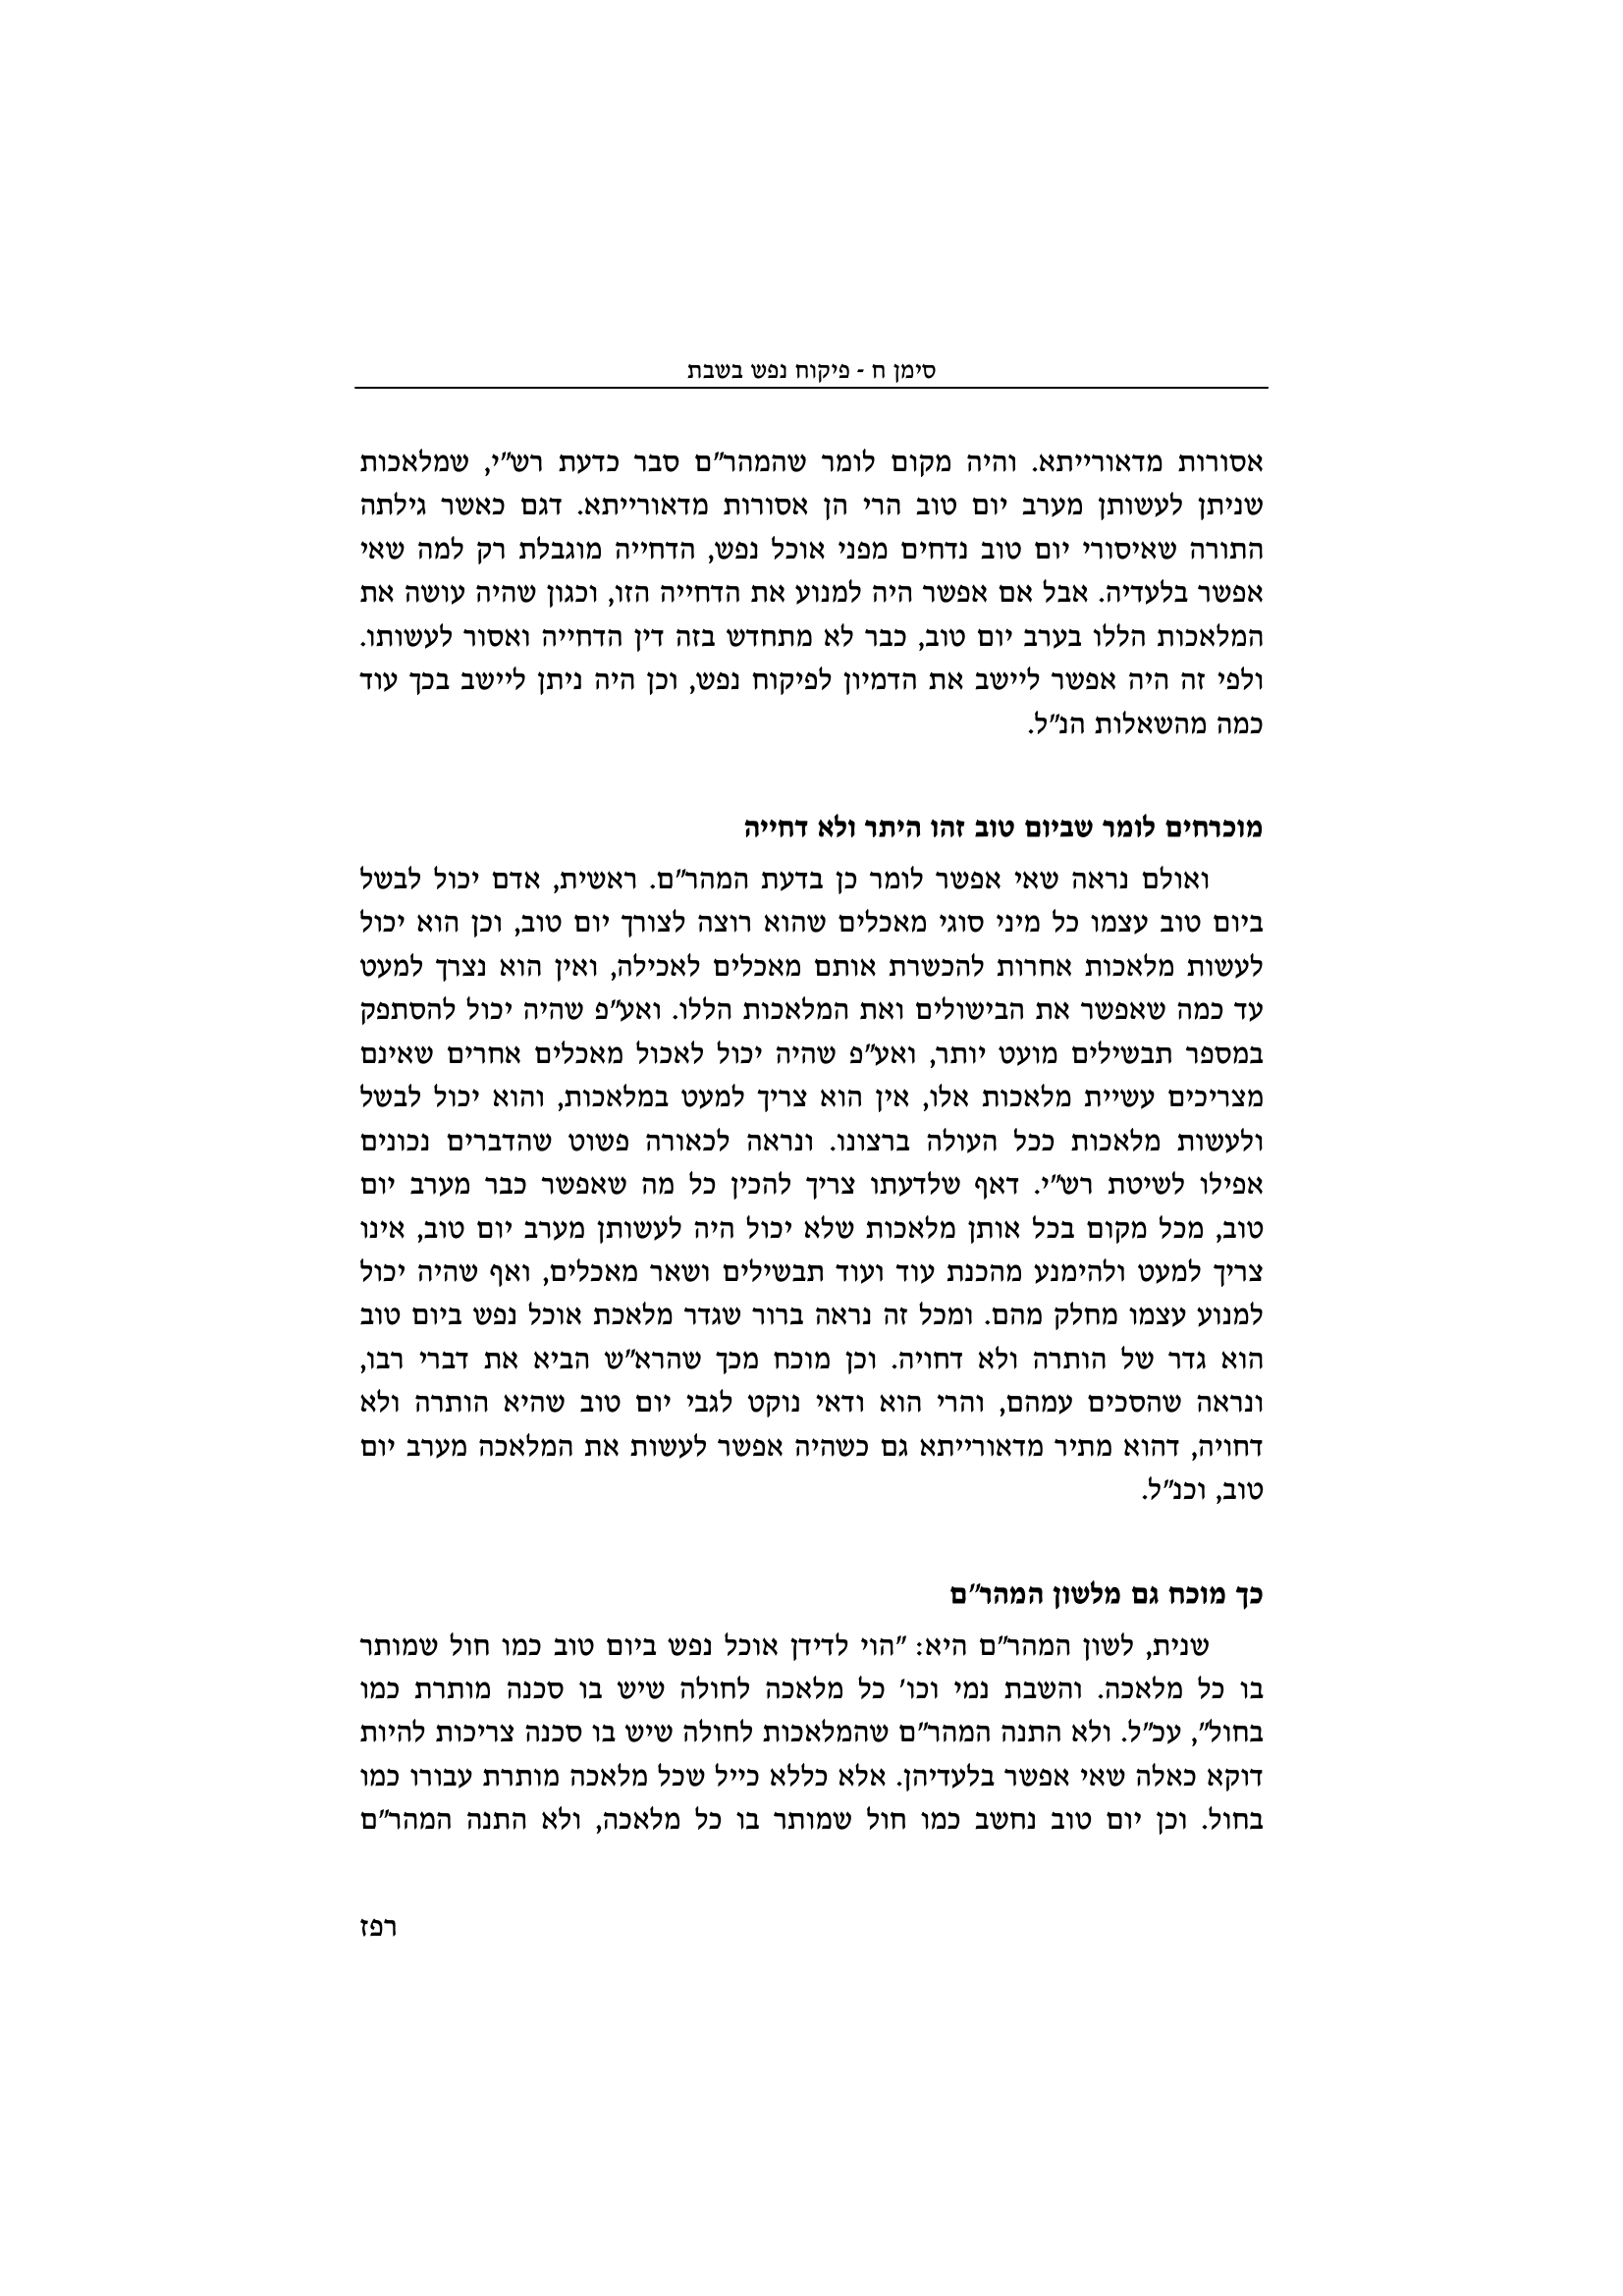 סימן ח - פיקוח נפש בשבת
אסורות מדאורייתא. והיה מקום לומר שהמהר"ם סבר כדעת רש"י, שמלאכות
שניתן לעשותן מערב יום טוב הרי הן אסורות מדאורייתא. דגם כאשר גילתה
התורה שאיסורי יום טוב נדחים מפני אוכל נפש, הדחייה מוגבלת רק למה שאי
אפשר בלעדיה. אבל אם אפשר היה למנוע את הדחייה הזו, וכגון שהיה עושה את
המלאכות הללו בערב יום טוב, כבר לא מתחדש בזה דין הדחייה ואסור לעשותו.
ולפי זה היה אפשר ליישב את הדמיון לפיקוח נפש, וכן היה ניתן ליישב בכך עוד
כמה מהשאלות הנ"ל.
מוכרחים לומר שביום טוב זהו היתר ולא דחייה
ואולם נראה שאי אפשר לומר כן בדעת המהר"ם. ראשית, אדם יכול לבשל
ביום טוב עצמו כל מיני סוגי מאכלים שהוא רוצה לצורך יום טוב, וכן הוא יכול
לעשות מלאכות אחרות להכשרת אותם מאכלים לאכילה, ואין הוא נצרך למעט
עד כמה שאפשר את הבישולים ואת המלאכות הללו. ואע"פ שהיה יכול להסתפק
במספר תבשילים מועט יותר, ואע"פ שהיה יכול לאכול מאכלים אחרים שאינם
מצריכים עשיית מלאכות אלו, אין הוא צריך למעט במלאכות, והוא יכול לבשל
ולעשות מלאכות ככל העולה ברצונו. ונראה לכאורה פשוט שהדברים נכונים
אפילו לשיטת רש"י. דאף שלדעתו צריך להכין כל מה שאפשר כבר מערב יום
טוב, מכל מקום בכל אותן מלאכות שלא יכול היה לעשותן מערב יום טוב, אינו
צריך למעט ולהימנע מהכנת עוד ועוד תבשילים ושאר מאכלים, ואף שהיה יכול
למנוע עצמו מחלק מהם. ומכל זה נראה ברור שגדר מלאכת אוכל נפש ביום טוב
הוא גדר של הותרה ולא דחויה. וכן מוכח מכך שהרא"ש הביא את דברי רבו,
ונראה שהסכים עמהם, והרי הוא ודאי נוקט לגבי יום טוב שהיא הותרה ולא
דחויה, דהוא מתיר מדאורייתא גם כשהיה אפשר לעשות את המלאכה מערב יום
טוב, וכנ"ל.
כך מוכח גם מלשון המהר"ם
שנית, לשון המהר"ם היא: "הוי לדידן אוכל נפש ביום טוב כמו חול שמותר
בו כל מלאכה. והשבת נמי וכו' כל מלאכה לחולה שיש בו סכנה מותרת כמו
בחול", עכ"ל. ולא התנה המהר"ם שהמלאכות לחולה שיש בו סכנה צריכות להיות
דוקא כאלה שאי אפשר בלעדיהן. אלא כללא כייל שכל מלאכה מותרת עבורו כמו
בחול. וכן יום טוב נחשב כמו חול שמותר בו כל מלאכה, ולא התנה המהר"ם
רפז